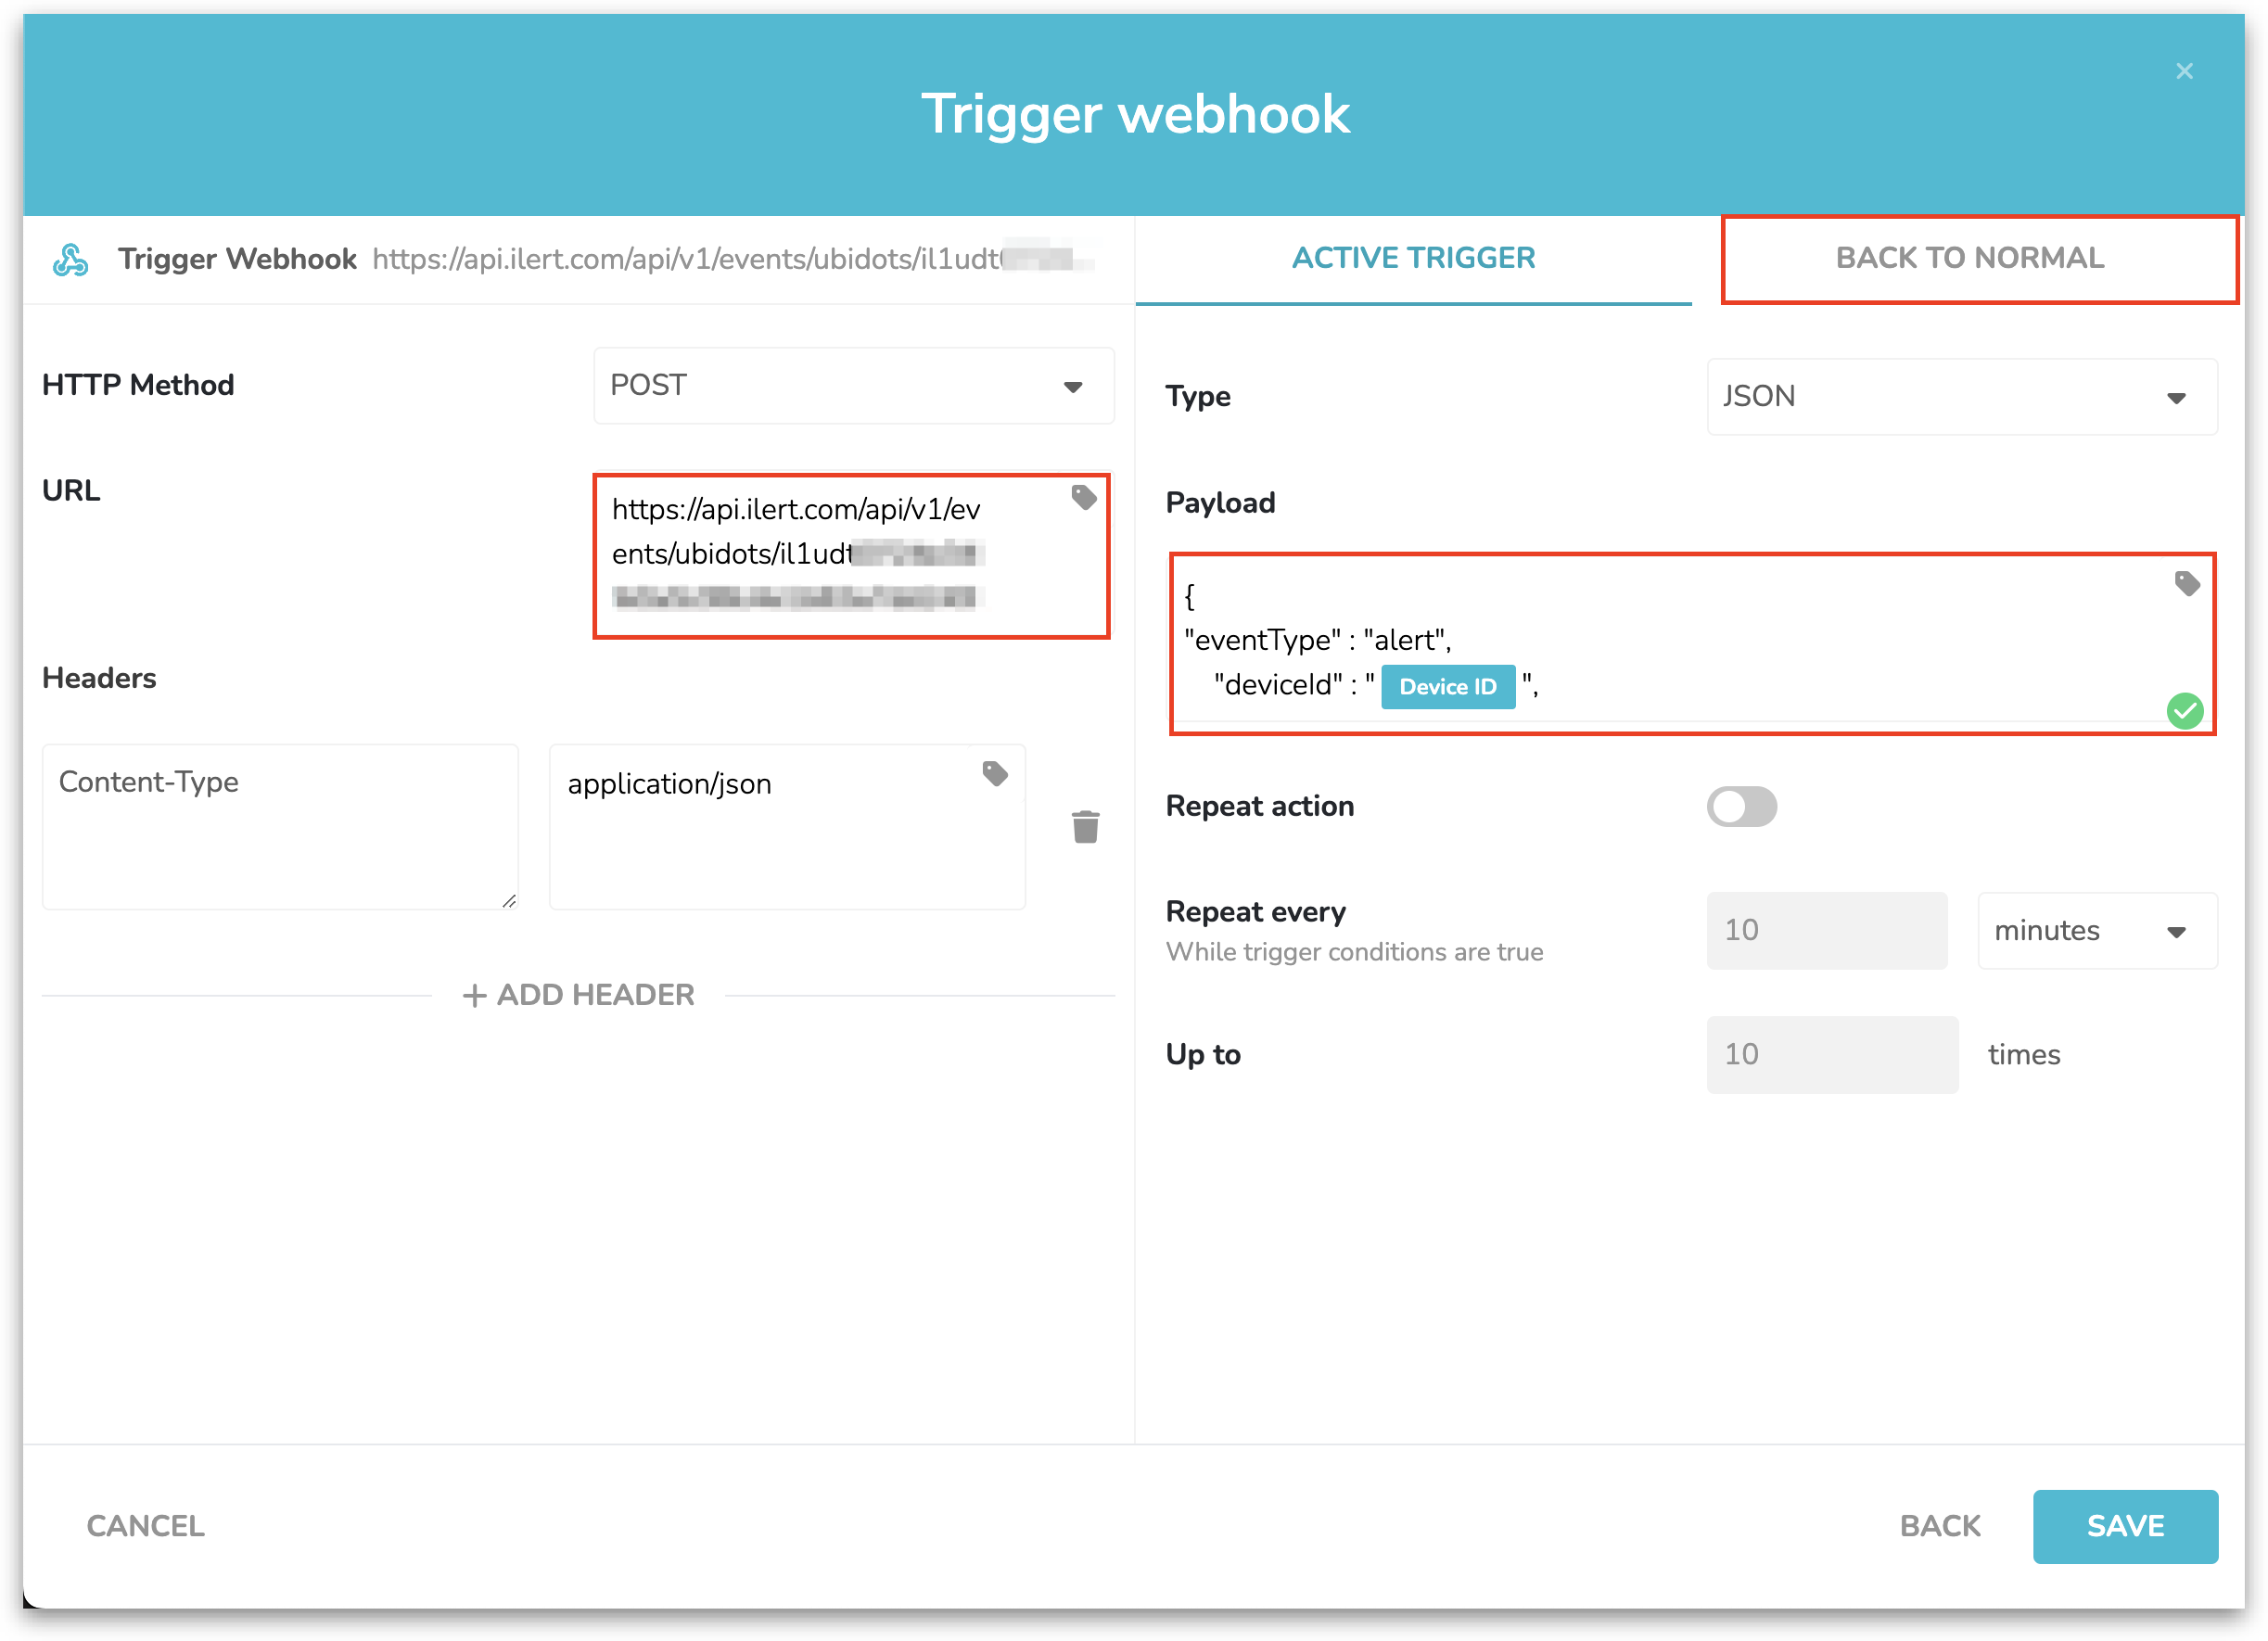 Trigger webhook
Trigger Webhook https://api.ilert.com/api/v1/events/ubidots/il1udt
ACTIVE TRIGGER
BACK TO NORMAL
HTTP Method
POST
URL
https://api.ilert.com/api/v1/ev
ents/ubidots/il1udt
Headers
Content-Type
application/json
+ ADD HEADER
Type
JSON
Payload
{
"eventType" : "alert",
"deviceId" : " Device ID ",
Repeat action
Repeat every
While trigger conditions are true
10
minutes
Up to
10
times
CANCEL
BACK
SAVE